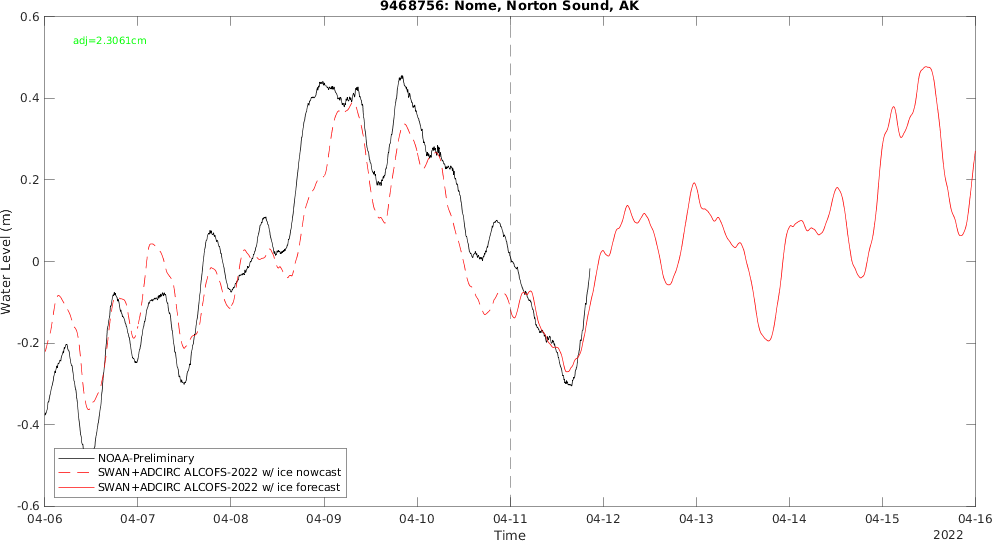 9468756: Nome, Norton Sound, AK
adj=2.3061cm
0.6
0.4
0.2
0
-0.2
-0.4
-0.6
Water Level (m)
NOAA-Preliminary
SWAN+ADCIRC ALCOFS-2022 w/ ice nowcast
SWAN+ADCIRC ALCOFS-2022 w/ ice forecast
04-06 04-07 04-08 04-09 04-10 04-11 04-12 04-13 04-14 04-15 04-16
Time
2022